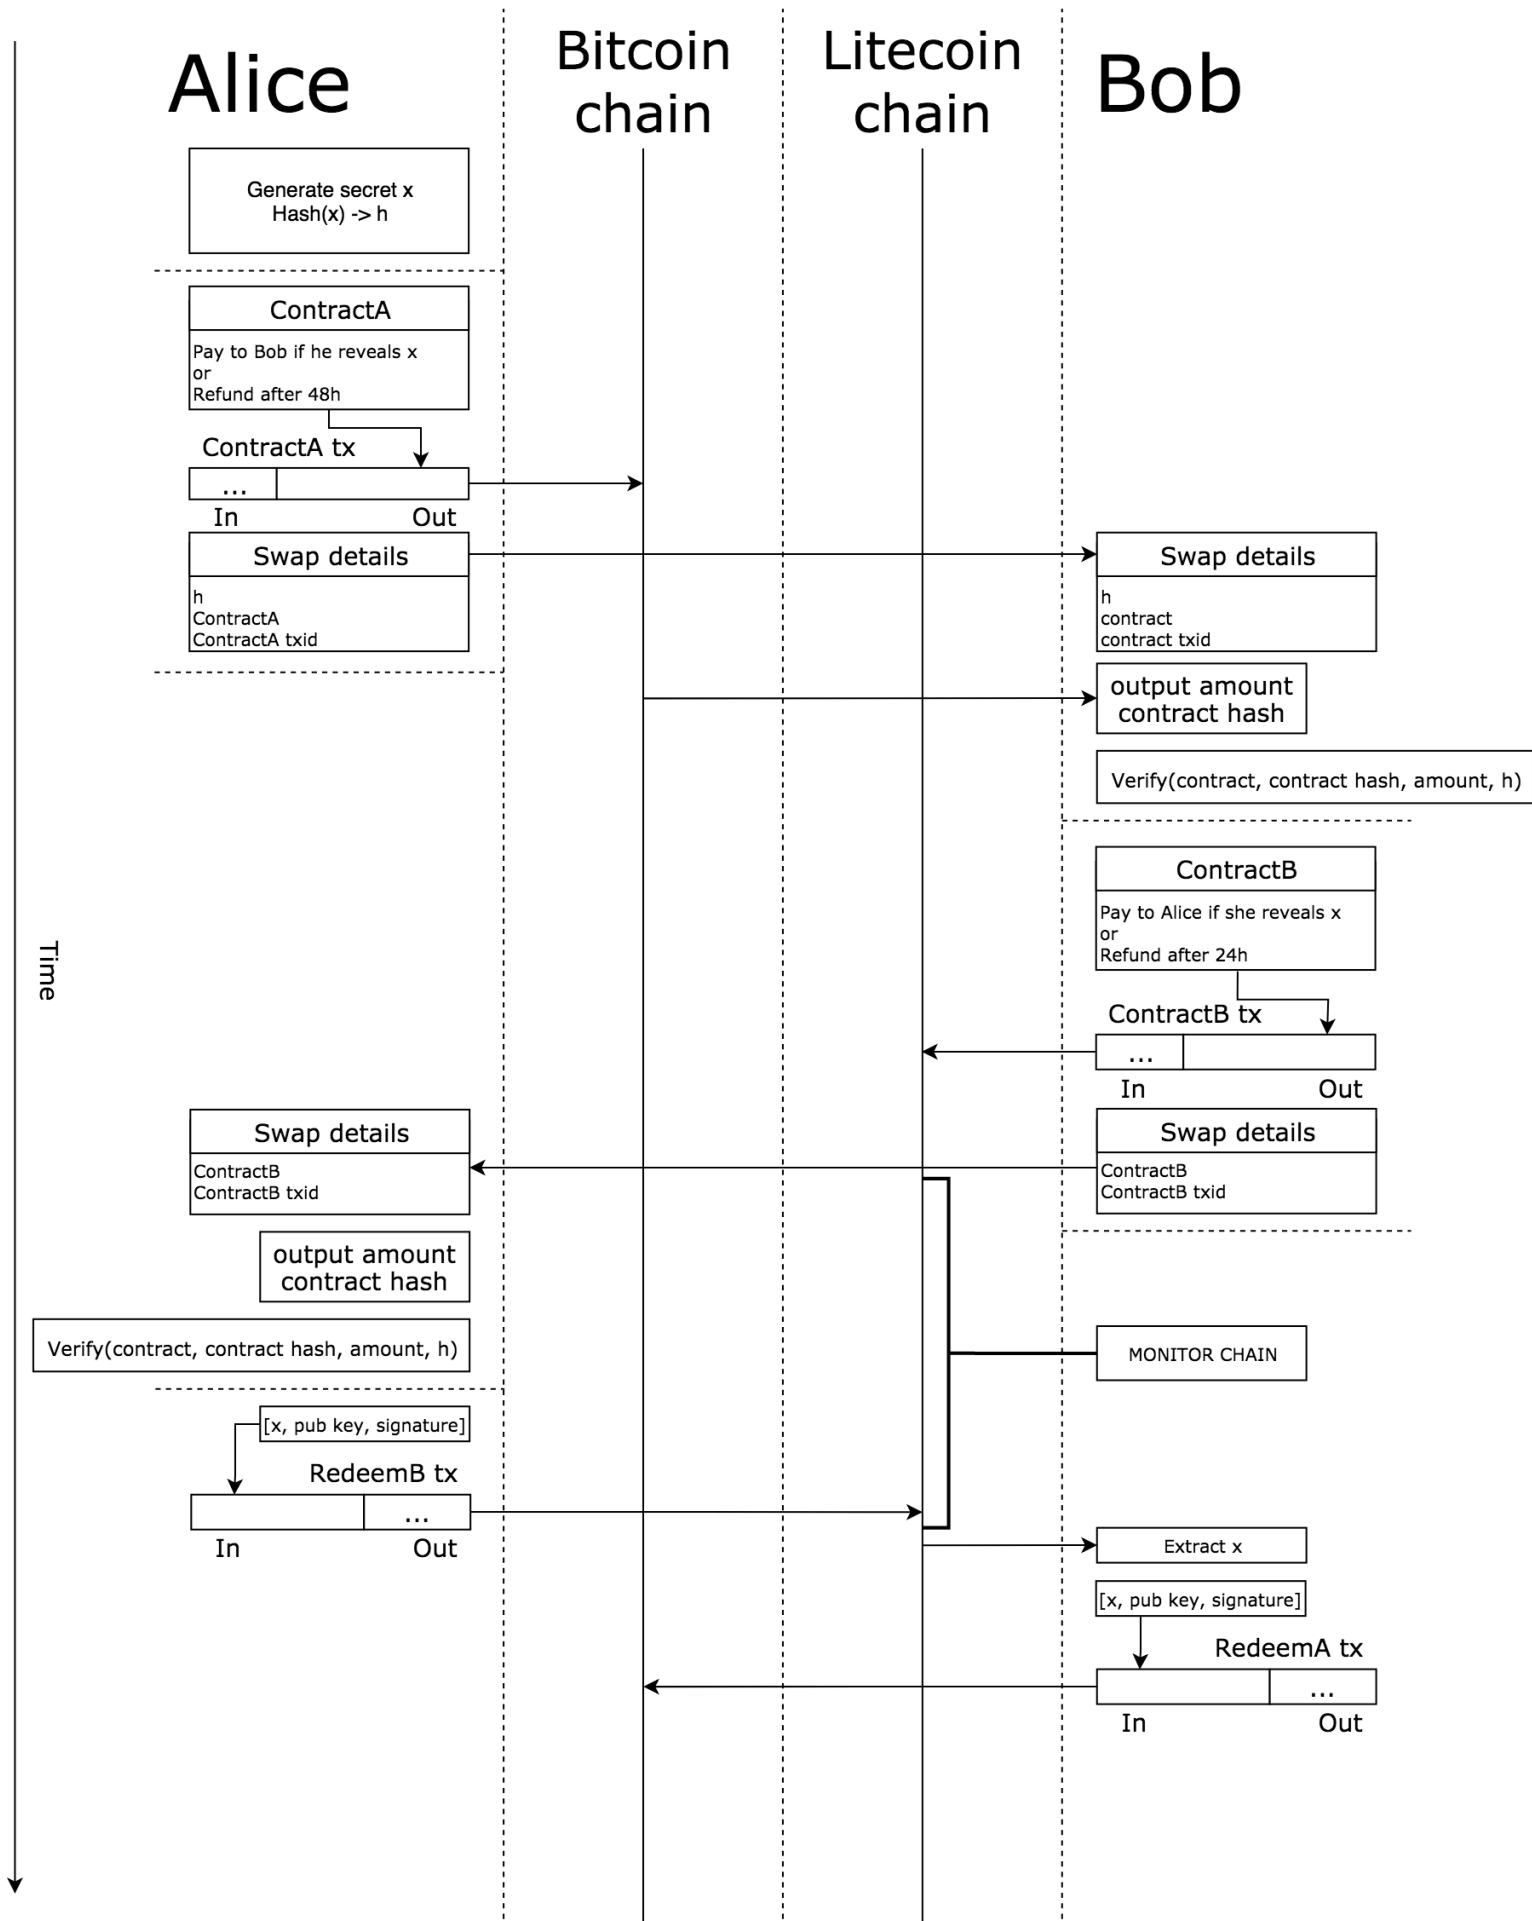 Alice
Bitcoin
chain
Litecoin
chain
Bob
Generate secret x
Hash(x) -> h
ContractA
Pay to Bob if he reveals x
or
Refund after 48h
ContractA tx
...
In
Out
Swap details
h
ContractA
ContractA txid
Swap details
h
contract
contract txid
output amount
contract hash
Verify(contract, contract hash, amount, h)
ContractB
Pay to Alice if she reveals x
or
Refund after 24h
Time
ContractB tx
...
In
Out
Swap details
ContractB
ContractB txid
Swap details
ContractB
ContractB txid
output amount
contract hash
Verify(contract, contract hash, amount, h)
MONITOR CHAIN
[x, pub key, signature]
RedeemB tx
...
In
Out
Extract x
[x, pub key, signature]
RedeemA tx
...
In
Out